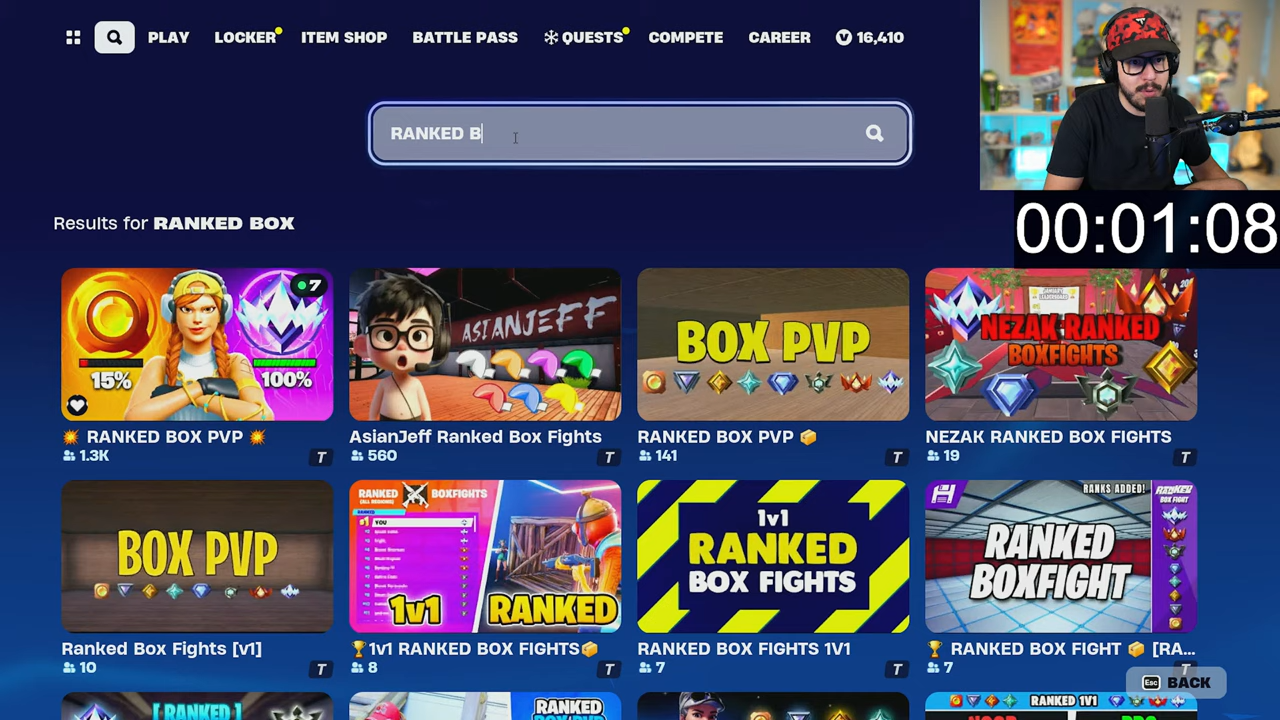 PLAY LOCKER ITEM SHOP BATTLE PASS QUESTS COMPETE CAREER V 16,410
RANKED B
00:01:08
Results for RANKED BOX
7
15% 100%
ASIANJEFF
BOX PVP
NEZAK RANKED
BOXFIGHTS
RANKED BOX PVP
1.3K T
AsianJeff Ranked Box Fights
560 T
RANKED BOX PVP
141 T
NEZAK RANKED BOX FIGHTS
19 T
BOX PVP
RANKED BOXFIGHTS
YOU
1v1 RANKED
1v1
RANKED
BOX FIGHTS
RANKS ADDED!
RANKED
BOXFIGHT
Ranked Box Fights [v1]
10 T
1v1 RANKED BOX FIGHTS
8 T
RANKED BOX FIGHTS 1V1
7 T
RANKED BOX FIGHT [RA...
7 T
Esc BACK
[RANKED]
RANKED
RANKED 1V1